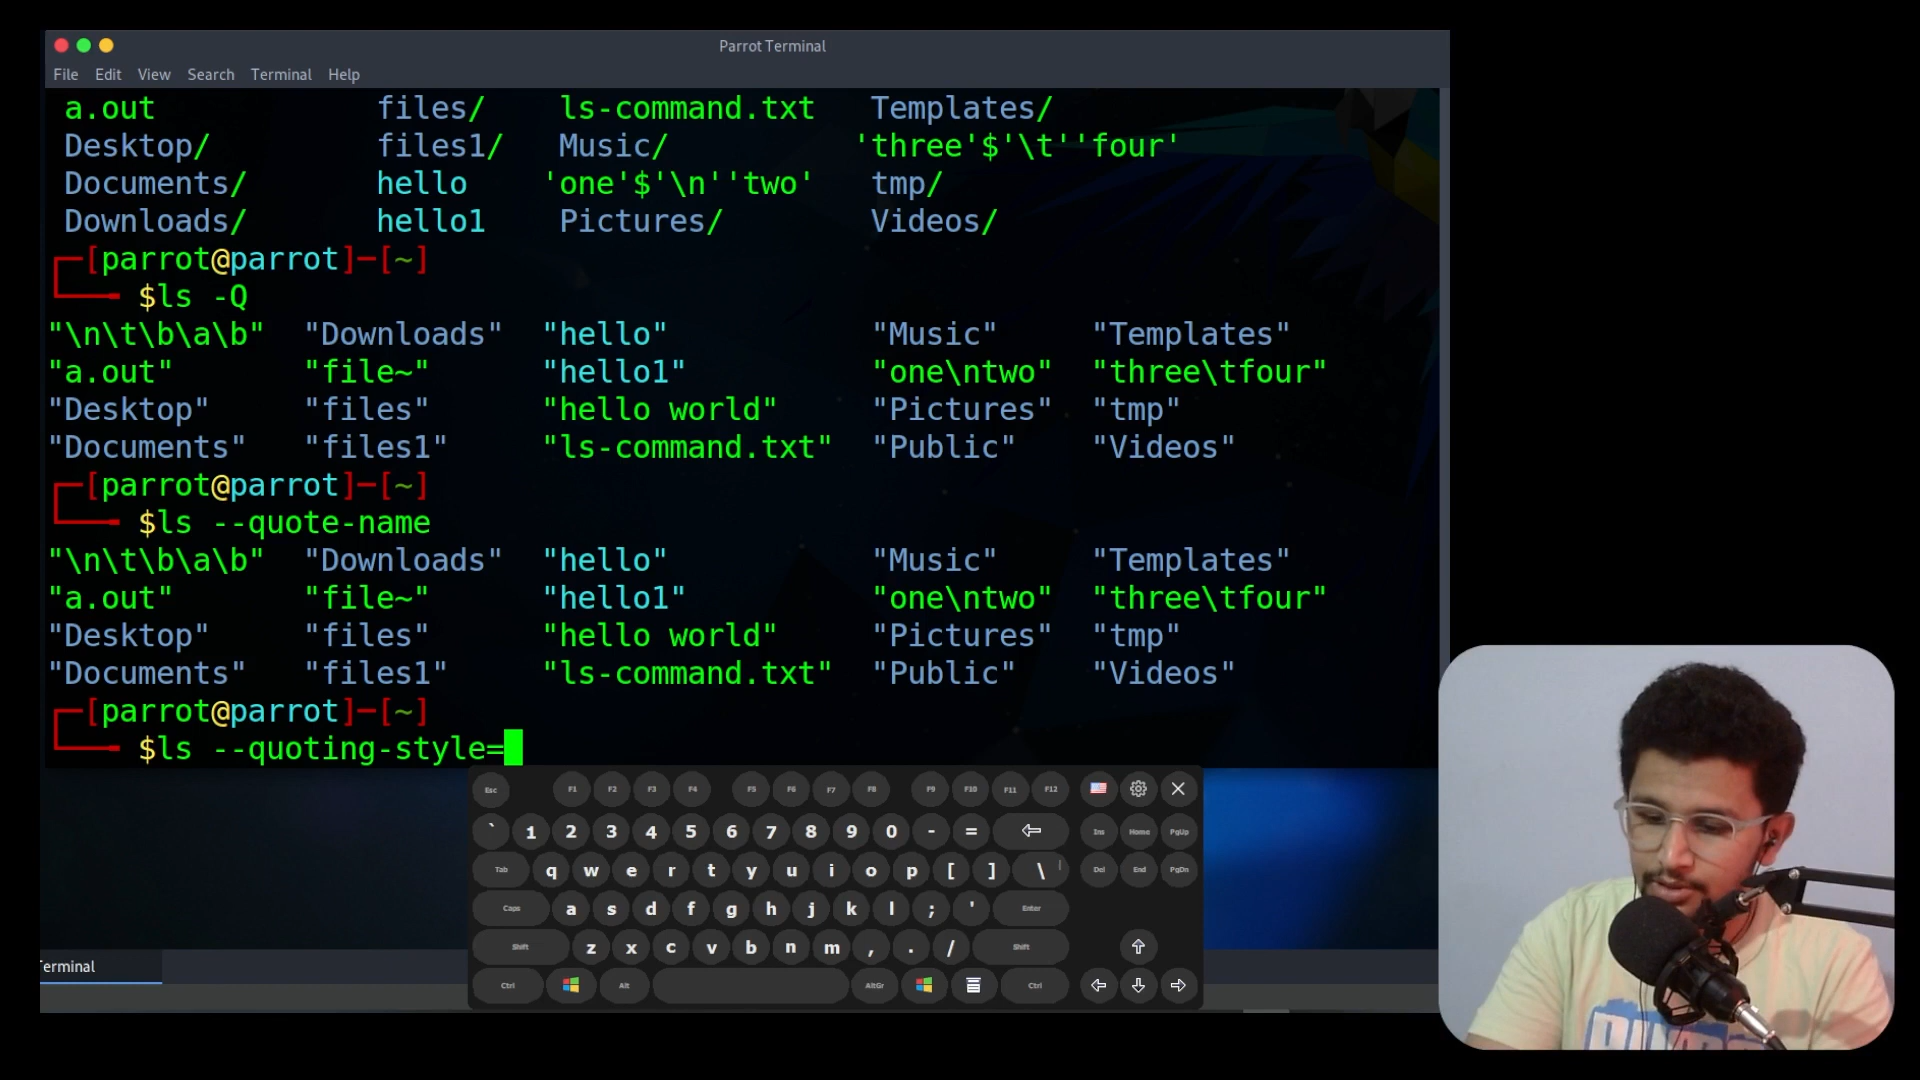 Parrot Terminal
File Edit View Search Terminal Help
a.out files/ ls-command.txt Templates/
Desktop/ files1/ Music/ 'three'$'\t''four'
Documents/ hello 'one'$'\n''two' tmp/
Downloads/ hello1 Pictures/ Videos/
[parrot@parrot]-[~]
$ls -Q
"\n\t\b\a\b" "Downloads" "hello" "Music" "Templates"
"a.out" "file~" "hello1" "one\ntwo" "three\tfour"
"Desktop" "files" "hello world" "Pictures" "tmp"
"Documents" "files1" "ls-command.txt" "Public" "Videos"
[parrot@parrot]-[~]
$ls --quote-name
"\n\t\b\a\b" "Downloads" "hello" "Music" "Templates"
"a.out" "file~" "hello1" "one\ntwo" "three\tfour"
"Desktop" "files" "hello world" "Pictures" "tmp"
"Documents" "files1" "ls-command.txt" "Public" "Videos"
[parrot@parrot]-[~]
$ls --quoting-style=
Esc F1 F2 F3 F4 F5 F6 F7 F8 F9 F10 F11 F12
` 1 2 3 4 5 6 7 8 9 0 - = Ins Home PgUp
Tab q w e r t y u i o p [ ] \ | Del End PgDn
Caps a s d f g h j k l ; ' Enter
Shift z x c v b n m , . / Shift
Ctrl Alt AltGr Ctrl
erminal